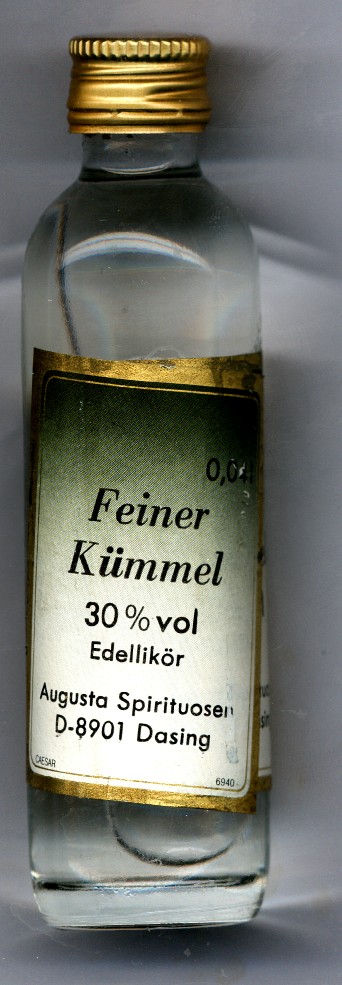 0,04
Feiner
Kümmel
30 % vol
Edellikör
Augusta Spirituosen
D-8901 Dasing
CAESAR
6940